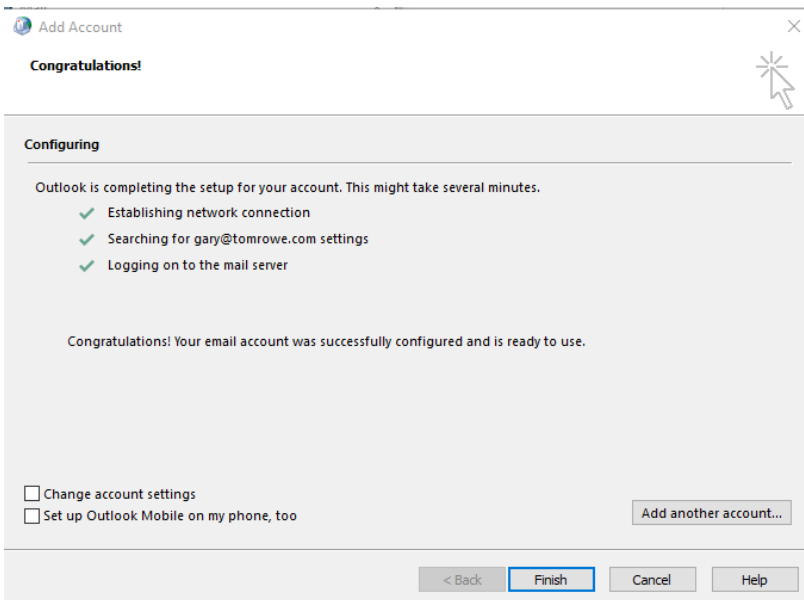 Add Account
Congratulations!
Configuring
Outlook is completing the setup for your account. This might take several minutes.
Establishing network connection
Searching for gary@tomrowe.com settings
Logging on to the mail server
Congratulations! Your email account was successfully configured and is ready to use.
Change account settings
Set up Outlook Mobile on my phone, too
Add another account...
< Back
Finish
Cancel
Help